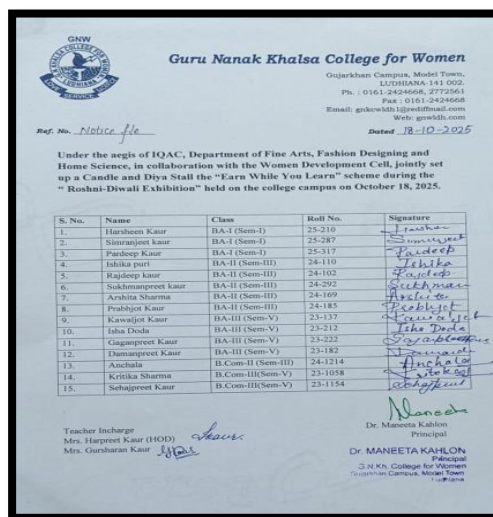 GNW
KHALSA COLLEGE FOR WOMEN
LUDHIANA
Guru Nanak Khalsa College for Women
Gujarkhan Campus, Model Town,
LUDHIANA-141 002.
Ph. : 0161-2424668, 2772561
Fax : 0161-2424668
Email: gnkcwldh1@rediffmail.com
Web: gnwldh.com
Ref. No. Notice file
Dated 18-10-2025
Under the aegis of IQAC, Department of Fine Arts, Fashion Designing and
Home Science, in collaboration with the Women Development Cell, jointly set
up a Candle and Diya Stall the “Earn While You Learn” scheme during the
“ Roshni-Diwali Exhibition” held on the college campus on October 18, 2025.
S. No. Name Class Roll No. Signature
1. Harsheen Kaur BA-I (Sem-I) 25-210
2. Simranjeet kaur BA-I (Sem-I) 25-287 Simranjeet
3. Pardeep Kaur BA-I (Sem-I) 25-317 Pardeep
4. Ishika puri BA-II (Sem-III) 24-110 Ishika
5. Rajdeep kaur BA-II (Sem-III) 24-102 Rajdeep
6. Sukhmanpreet kaur BA-II (Sem-III) 24-292 Sukhman
7. Arshita Sharma BA-II (Sem-III) 24-169 Arshita
8. Prabhjot Kaur BA-II (Sem-III) 24-185 Prabhjot
9. Kawaljot Kaur BA-III (Sem-V) 23-137 Kawaljot
10. Isha Doda BA-III (Sem-V) 23-212 Isha Doda
11. Gaganpreet Kaur BA-III (Sem-V) 23-222
12. Damanpreet Kaur BA-III (Sem-V) 23-182
13. Anchala B.Com-II (Sem-III) 24-1214 Anchala
14. Kritika Sharma B.Com-III(Sem-V) 23-1058
15. Sehajpreet Kaur B.Com-III(Sem-V) 23-1154
Maneeta
Teacher Incharge
Mrs. Harpreet Kaur (HOD)
Mrs. Gursharan Kaur
Dr. Maneeta Kahlon
Principal
Dr. MANEETA KAHLON
Principal
G.N.Kh. College for Women
Gujarkhan Campus, Model Town
Ludhiana